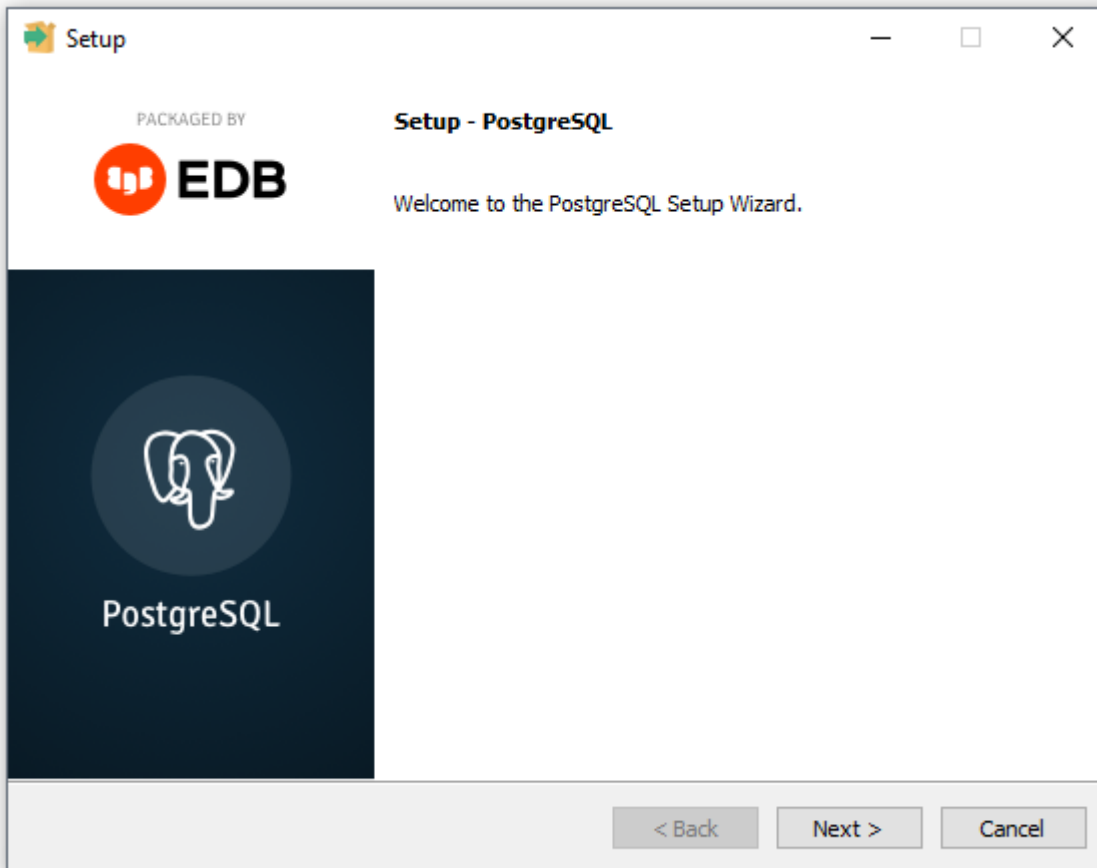 Setup
PACKAGED BY
EDB
Setup - PostgreSQL
Welcome to the PostgreSQL Setup Wizard.
PostgreSQL
< Back
Next >
Cancel